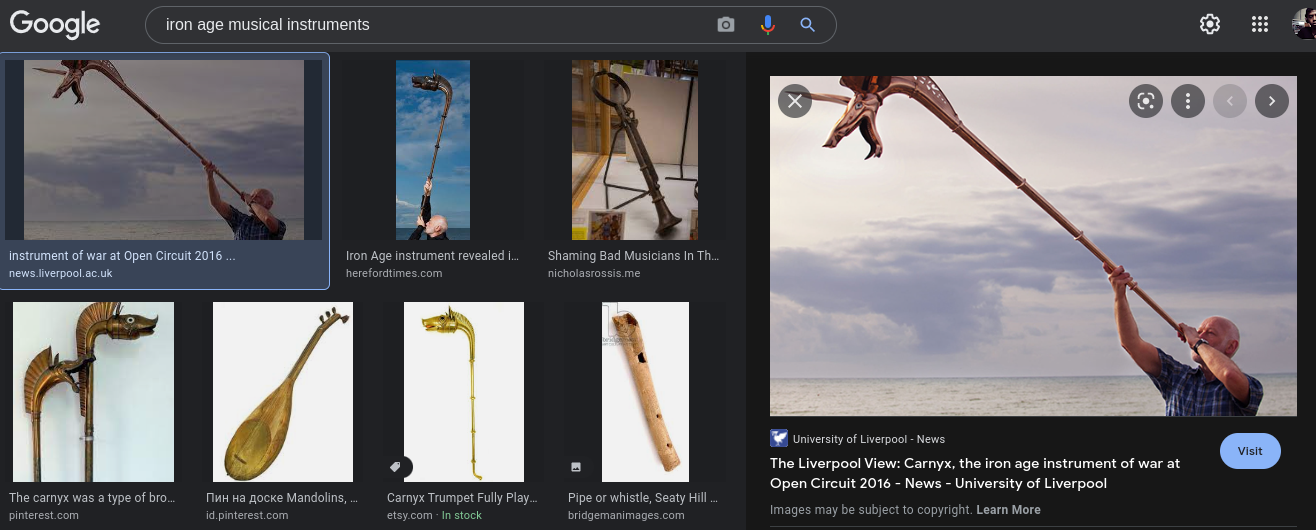 Google
iron age musical instruments
instrument of war at Open Circuit 2016 ...
news.liverpool.ac.uk
Iron Age instrument revealed i...
herefordtimes.com
Shaming Bad Musicians In Th...
nicholasrossis.me
The carnyx was a type of bro...
pinterest.com
Пин на доске Mandolins, ...
id.pinterest.com
Carnyx Trumpet Fully Play...
etsy.com · In stock
Pipe or whistle, Seaty Hill ...
bridgemanimages.com
University of Liverpool - News
The Liverpool View: Carnyx, the iron age instrument of war at
Open Circuit 2016 - News - University of Liverpool
Visit
Images may be subject to copyright. Learn More